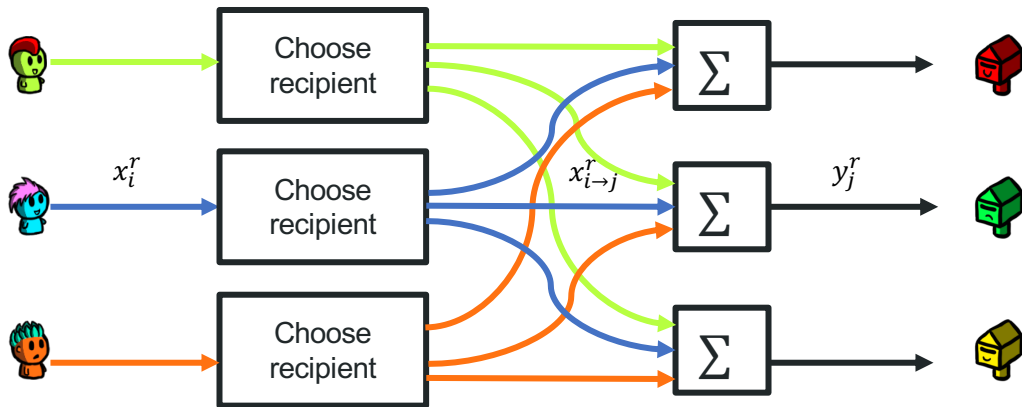 Choose
recipient
∑
x_i^r
Choose
recipient
x_{i→j}^r
∑
y_j^r
Choose
recipient
∑